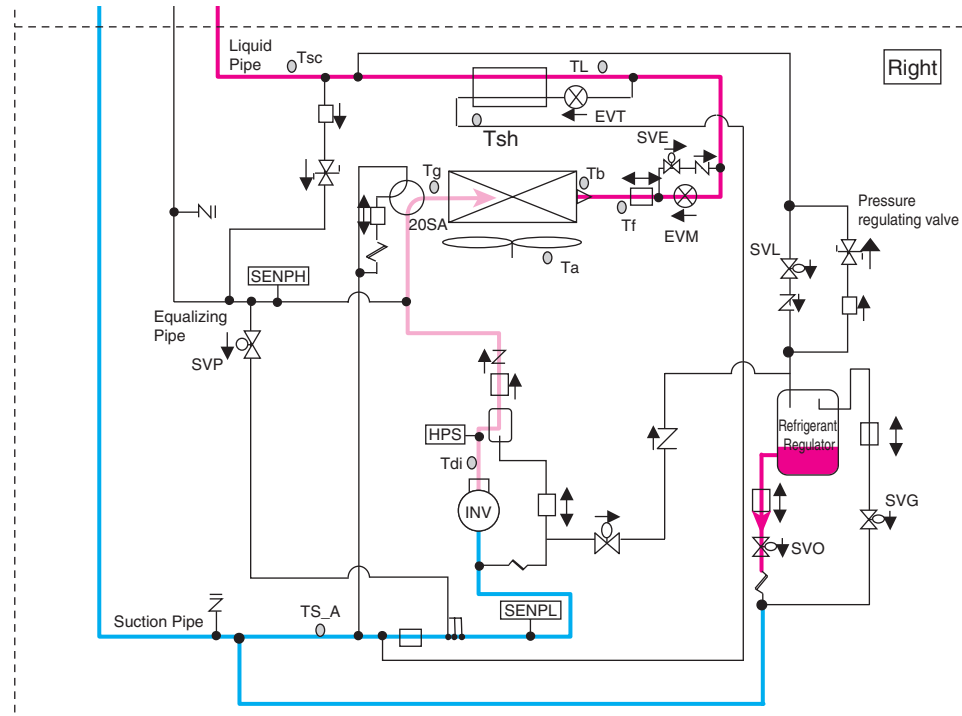 Liquid
Pipe
Tsc
TL
Right
EVT
Tsh
SVE
Tg
Tb
20SA
Tf
EVM
Pressure
regulating valve
Ta
SVL
SENPH
Equalizing
Pipe
SVP
HPS
Refrigerant
Regulator
Tdi
INV
SVG
SVO
TS_A
SENPL
Suction Pipe